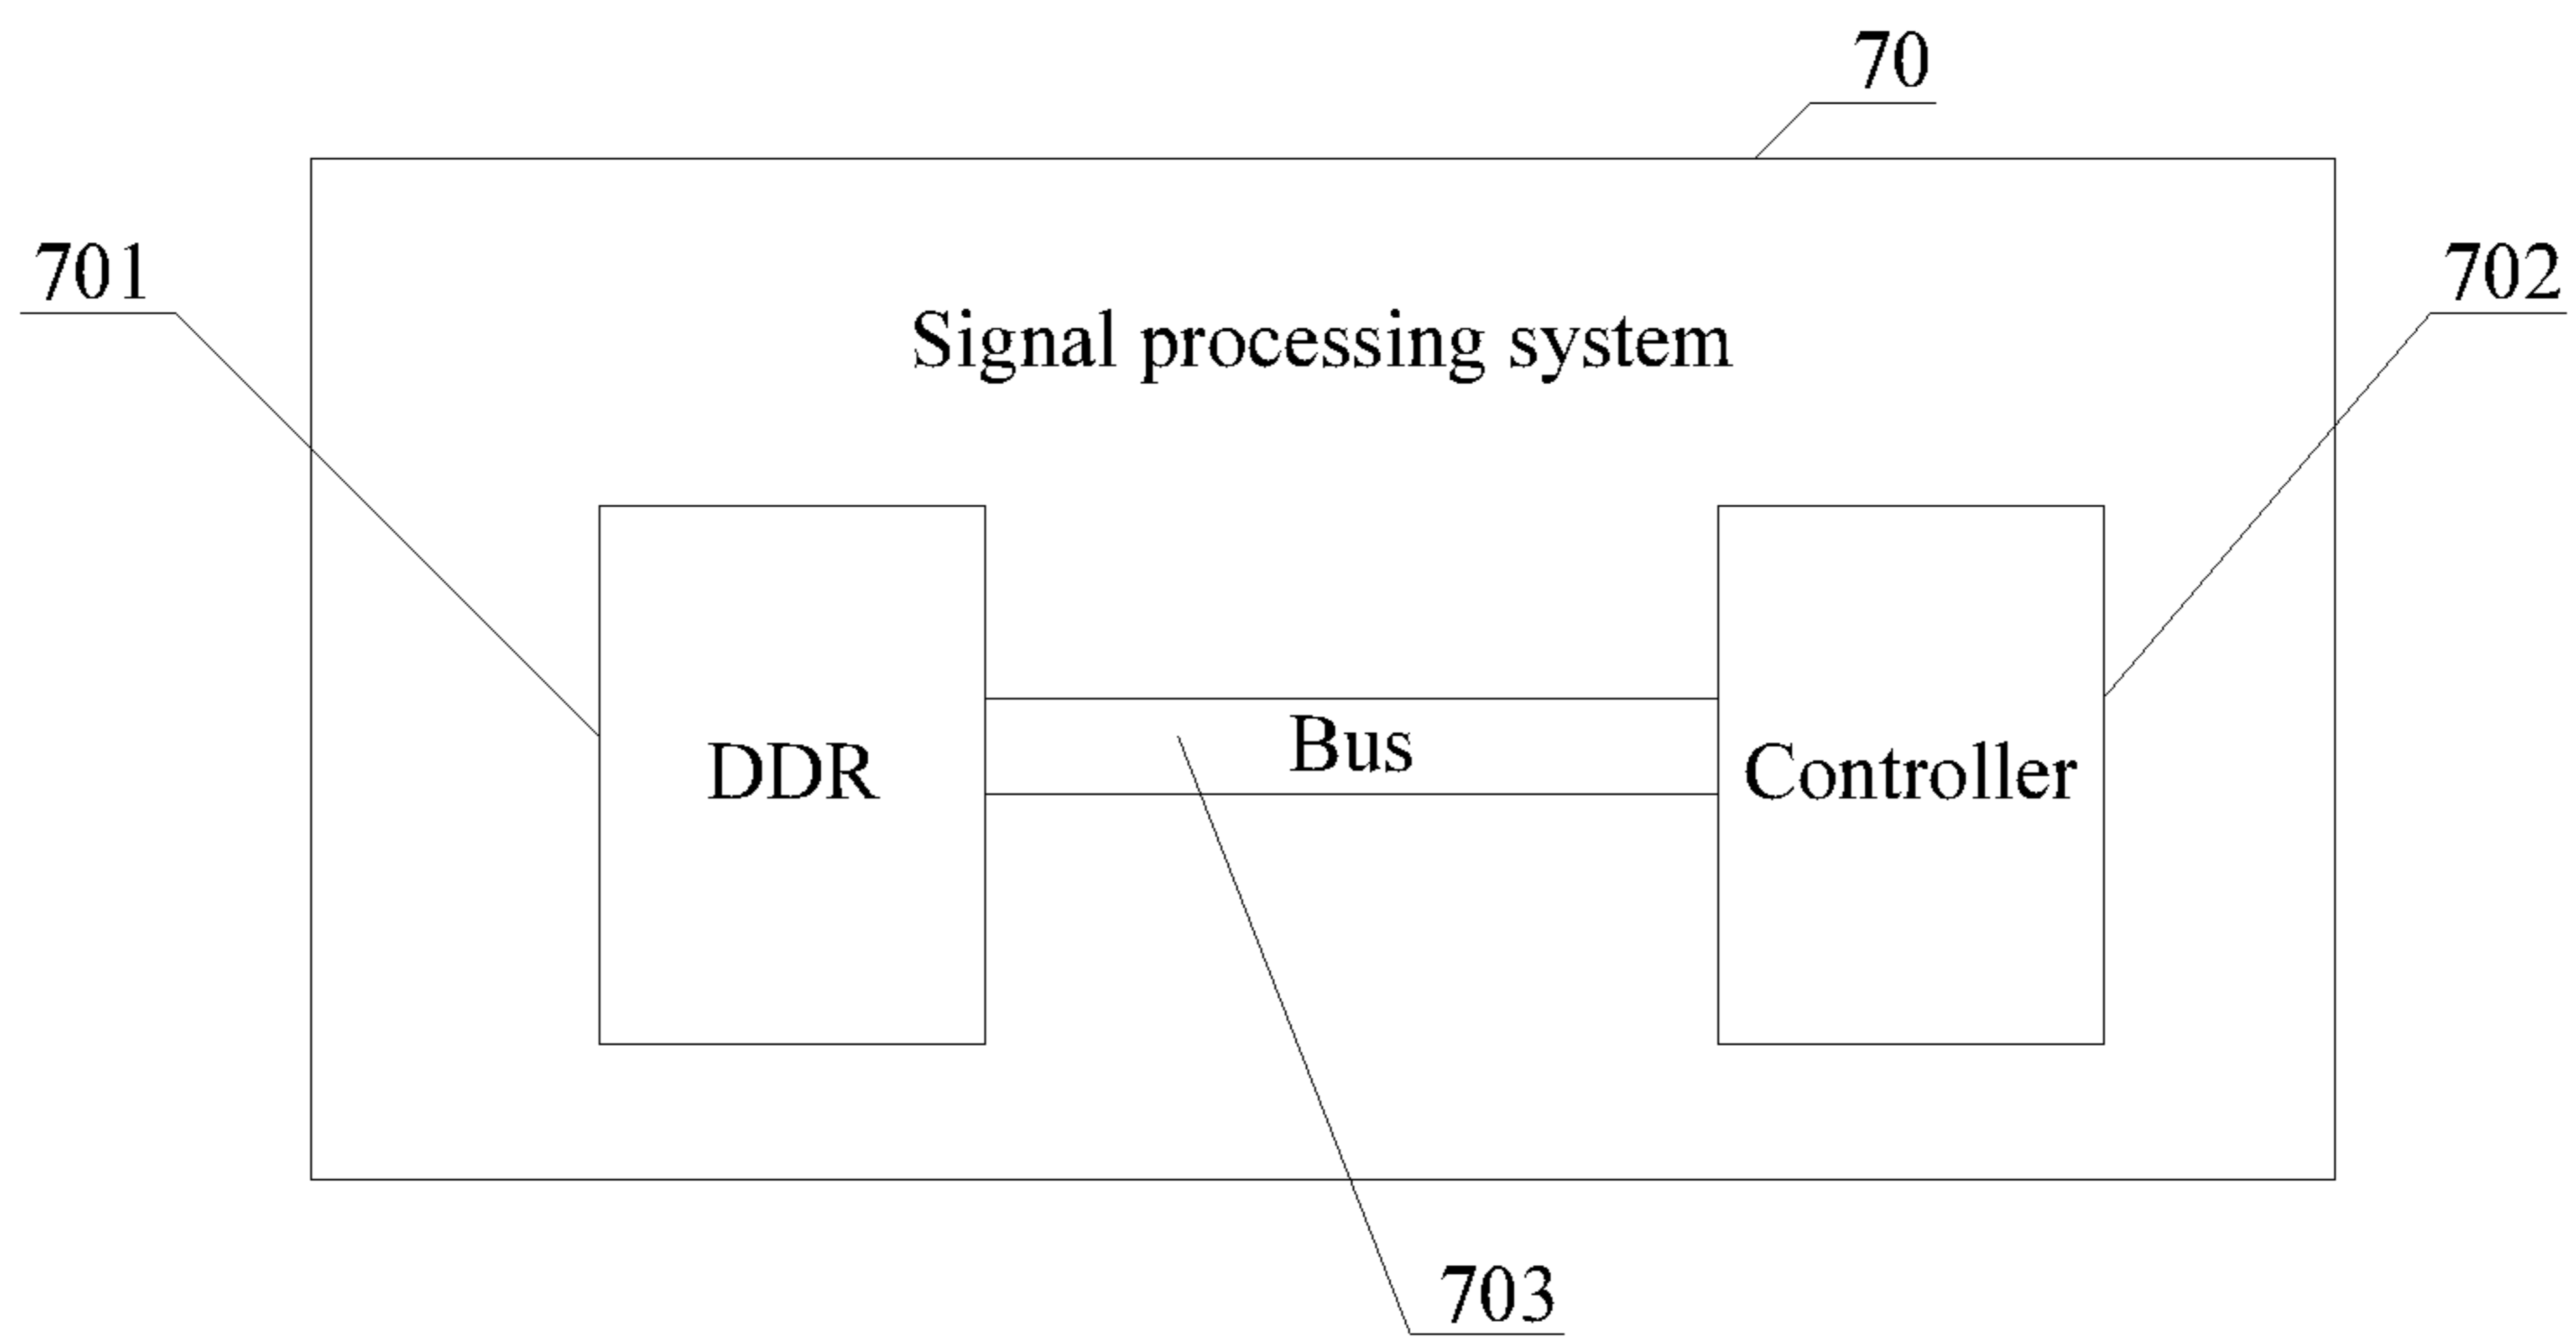 70
701
702
Signal processing system
Bus
DDR
Controller
703